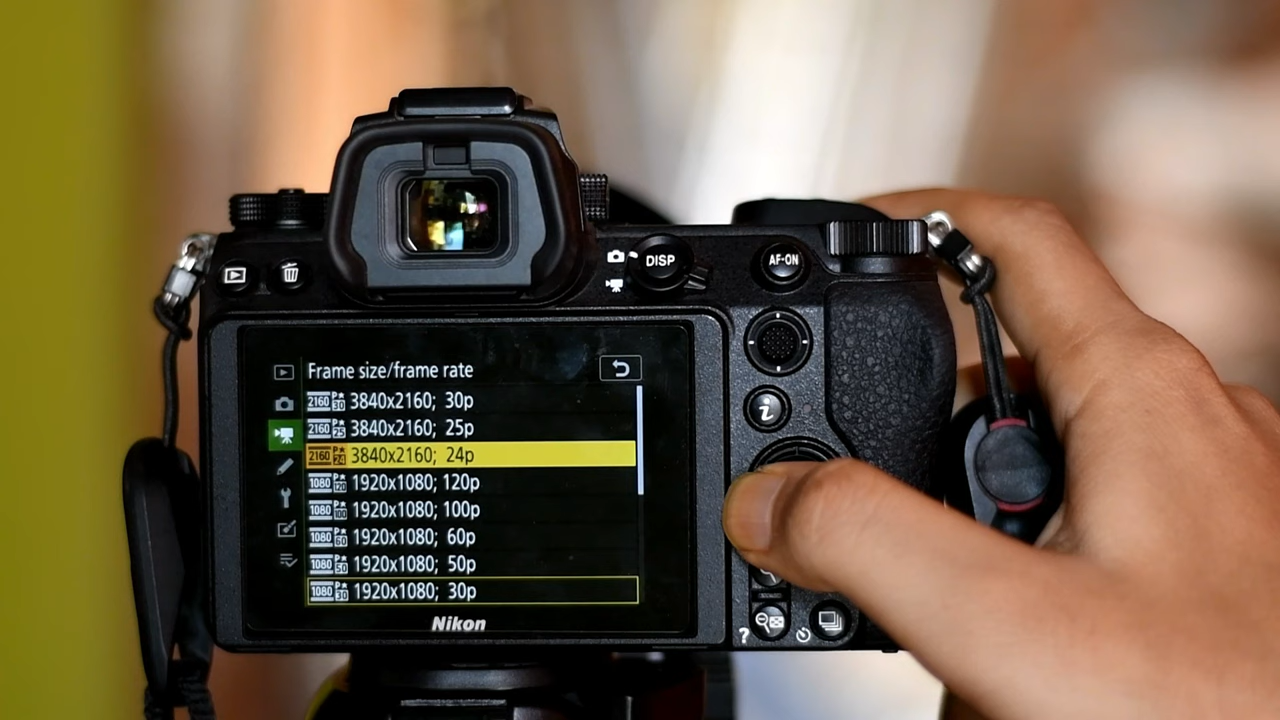 DISP
AF-ON
Frame size/frame rate
2160 P★30 3840x2160; 30p
2160 P★25 3840x2160; 25p
2160 P★24 3840x2160; 24p
1080 P★120 1920x1080; 120p
1080 P★100 1920x1080; 100p
1080 P★60 1920x1080; 60p
1080 P★50 1920x1080; 50p
1080 P★30 1920x1080; 30p
i
Nikon
?